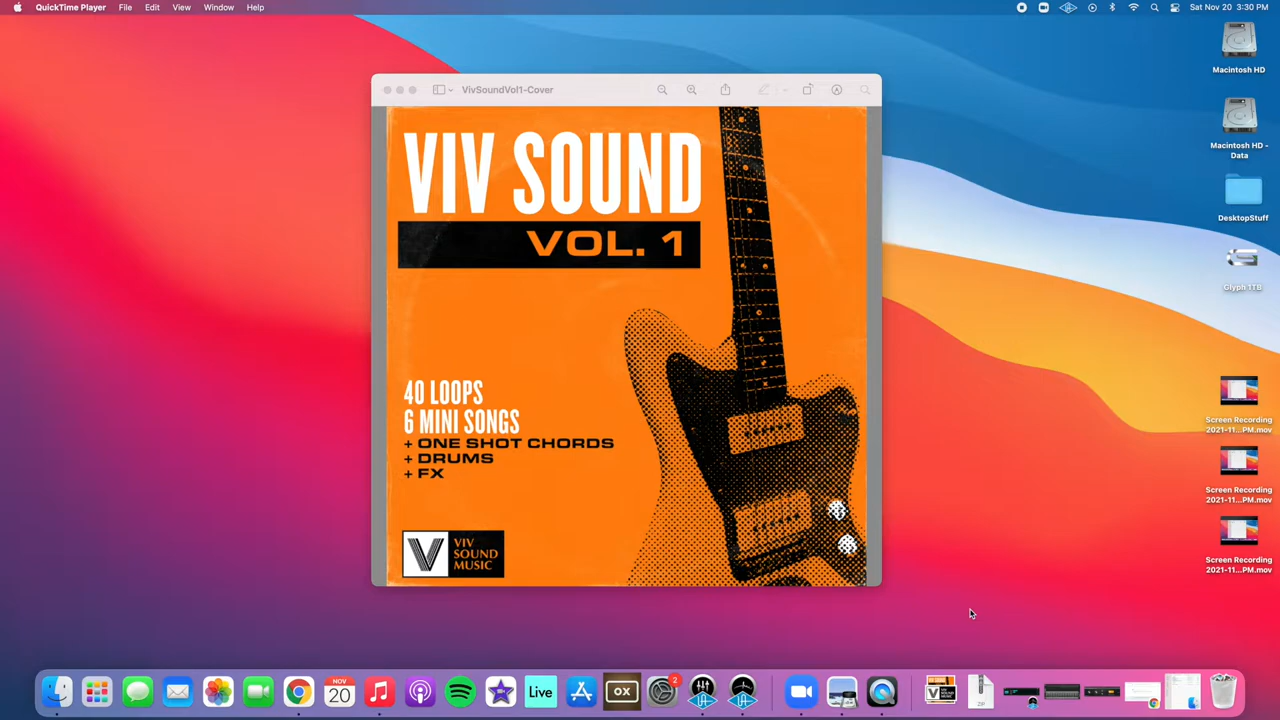 QuickTime Player File Edit View Window Help
Sat Nov 20 3:30 PM
VivSoundVol1-Cover
VIV SOUND
VOL. 1
40 LOOPS
6 MINI SONGS
+ ONE SHOT CHORDS
+ DRUMS
+ FX
V VIV
SOUND
MUSIC
Macintosh HD
Macintosh HD -
Data
DesktopStuff
Glyph 1TB
Screen Recording
2021-11...PM.mov
Screen Recording
2021-11...PM.mov
Screen Recording
2021-11...PM.mov
NOV
20
Live
OX
2
ZIP